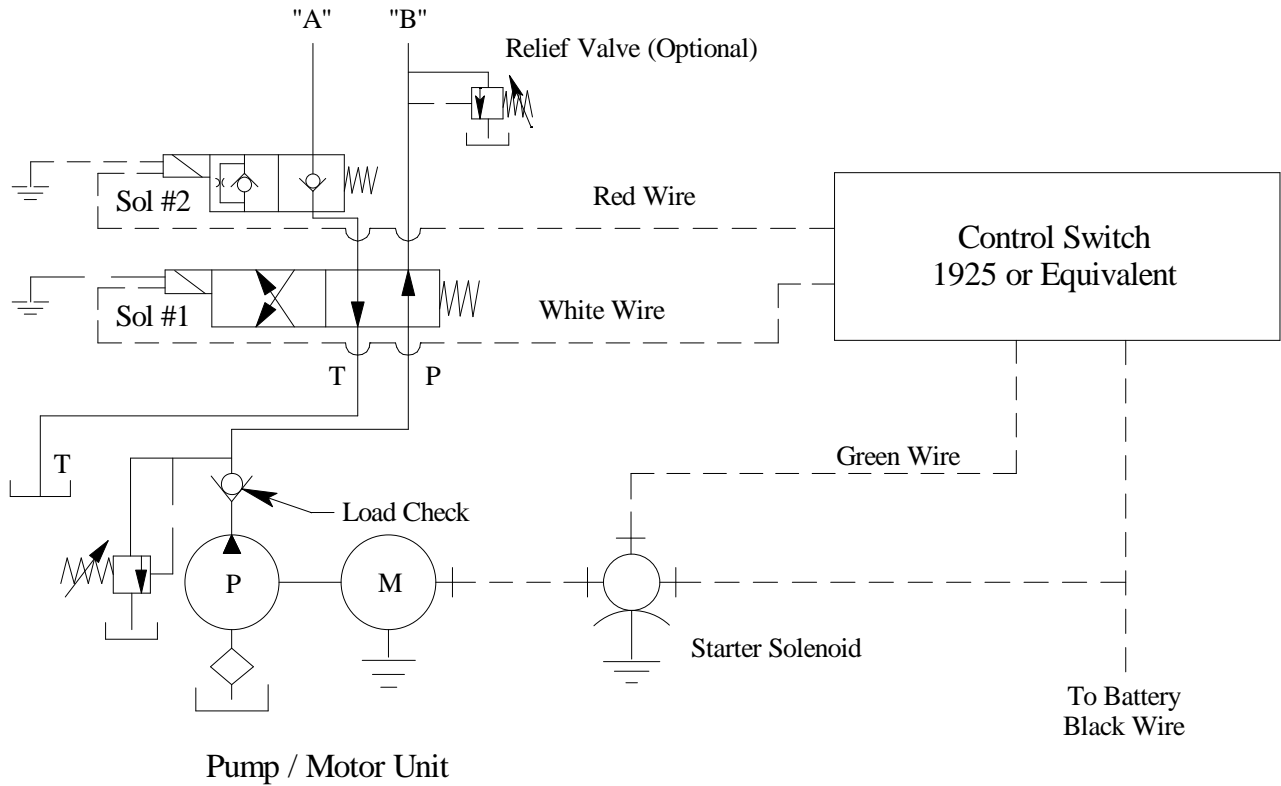 "A"
"B"
Relief Valve (Optional)
Sol #2
Red Wire
Control Switch
1925 or Equivalent
Sol #1
White Wire
T
P
T
Green Wire
Load Check
P
M
Starter Solenoid
To Battery
Black Wire
Pump / Motor Unit